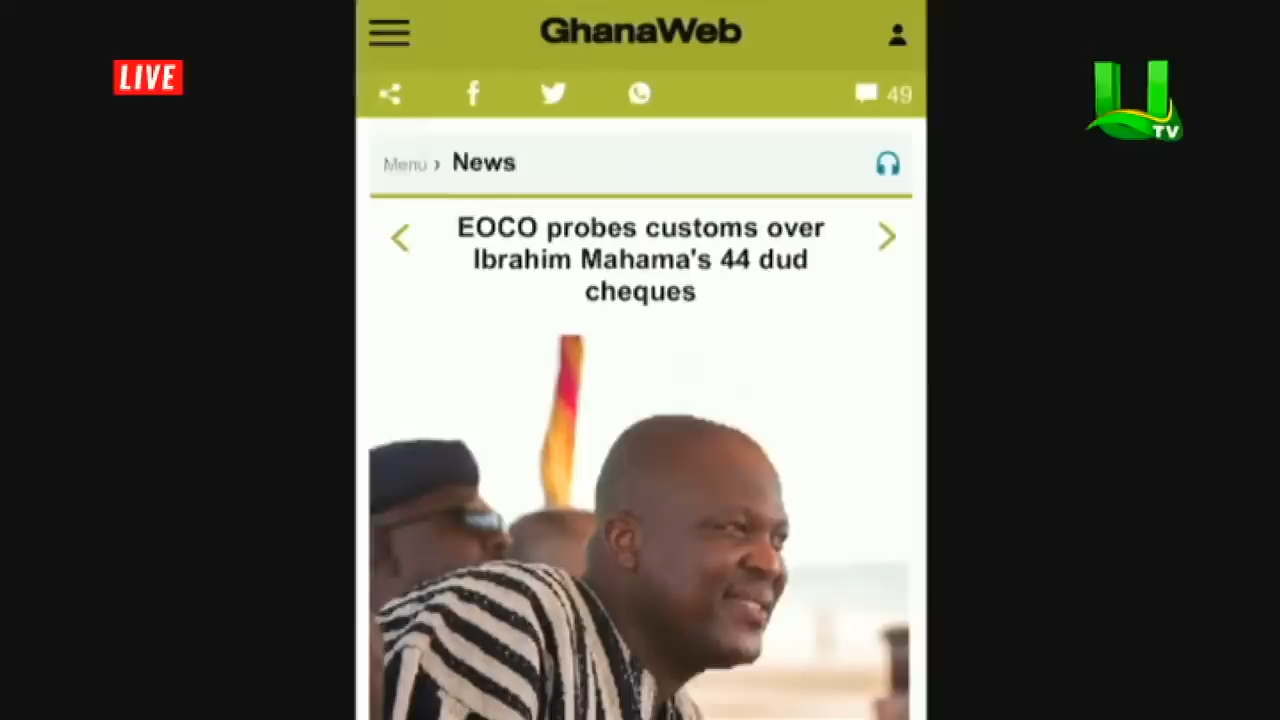 GhanaWeb
LIVE
49
U
TV
Menu › News
EOCO probes customs over
Ibrahim Mahama's 44 dud
cheques